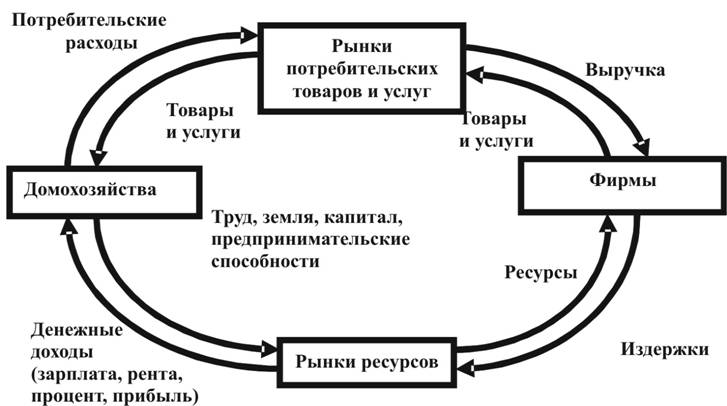 Потребительские
расходы
Рынки
потребительских
товаров и услуг
Выручка
Товары
и услуги
Товары
и услуги
Домохозяйства
Фирмы
Труд, земля, капитал,
предпринимательские
способности
Ресурсы
Денежные
доходы
(зарплата, рента,
процент, прибыль)
Рынки ресурсов
Издержки